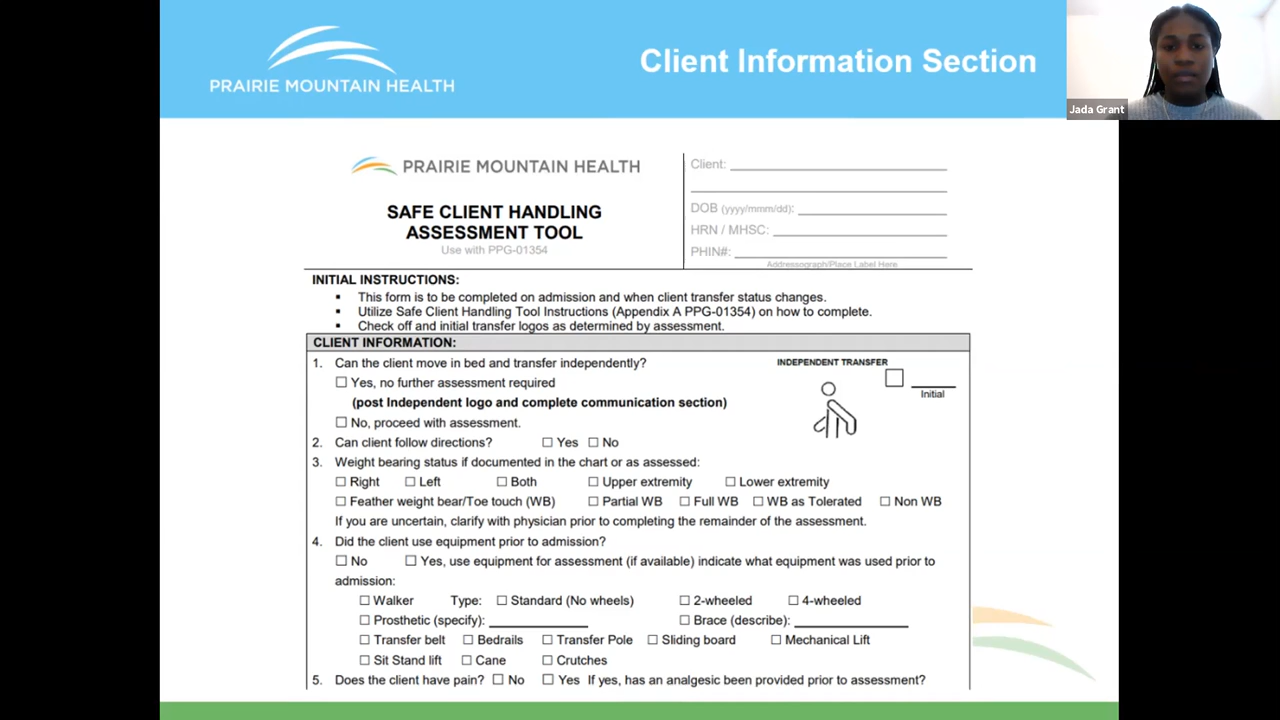 PRAIRIE MOUNTAIN HEALTH
Client Information Section
Jada Grant
PRAIRIE MOUNTAIN HEALTH
SAFE CLIENT HANDLING
ASSESSMENT TOOL
Use with PPG-01354
Client:
DOB (yyyy/mmm/dd):
HRN / MHSC:
PHIN#:
Addressograph/Place Label Here
INITIAL INSTRUCTIONS:
▪ This form is to be completed on admission and when client transfer status changes.
▪ Utilize Safe Client Handling Tool Instructions (Appendix A PPG-01354) on how to complete.
▪ Check off and initial transfer logos as determined by assessment.
CLIENT INFORMATION:
1. Can the client move in bed and transfer independently?
☐ Yes, no further assessment required
(post Independent logo and complete communication section)
☐ No, proceed with assessment.
INDEPENDENT TRANSFER ☐
Initial
2. Can client follow directions? ☐ Yes ☐ No
3. Weight bearing status if documented in the chart or as assessed:
☐ Right ☐ Left ☐ Both ☐ Upper extremity ☐ Lower extremity
☐ Feather weight bear/Toe touch (WB) ☐ Partial WB ☐ Full WB ☐ WB as Tolerated ☐ Non WB
If you are uncertain, clarify with physician prior to completing the remainder of the assessment.
4. Did the client use equipment prior to admission?
☐ No ☐ Yes, use equipment for assessment (if available) indicate what equipment was used prior to
admission:
☐ Walker Type: ☐ Standard (No wheels) ☐ 2-wheeled ☐ 4-wheeled
☐ Prosthetic (specify): ☐ Brace (describe):
☐ Transfer belt ☐ Bedrails ☐ Transfer Pole ☐ Sliding board ☐ Mechanical Lift
☐ Sit Stand lift ☐ Cane ☐ Crutches
5. Does the client have pain? ☐ No ☐ Yes If yes, has an analgesic been provided prior to assessment?